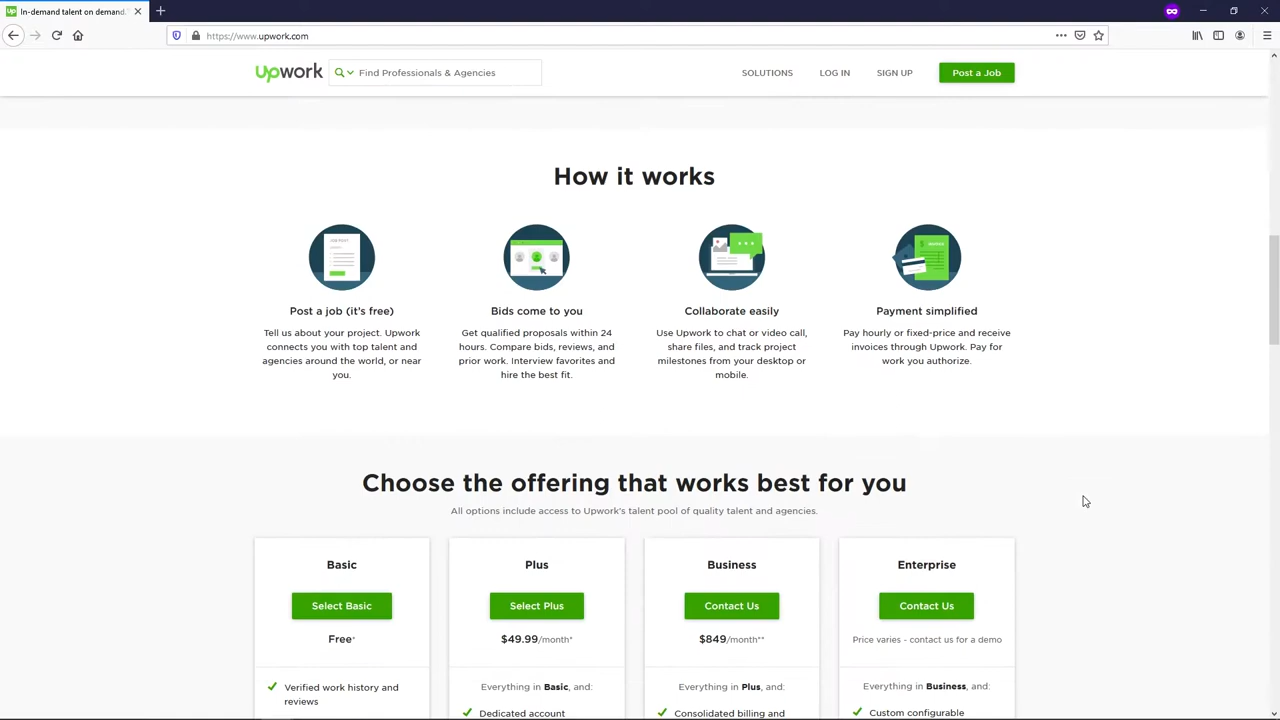 In-demand talent on demand.
https://www.upwork.com
upwork
Find Professionals & Agencies
SOLUTIONS
LOG IN
SIGN UP
Post a Job
How it works
Post a job (it's free)
Tell us about your project. Upwork
connects you with top talent and
agencies around the world, or near
you.
Bids come to you
Get qualified proposals within 24
hours. Compare bids, reviews, and
prior work. Interview favorites and
hire the best fit.
Collaborate easily
Use Upwork to chat or video call,
share files, and track project
milestones from your desktop or
mobile.
Payment simplified
Pay hourly or fixed-price and receive
invoices through Upwork. Pay for
work you authorize.
Choose the offering that works best for you
All options include access to Upwork's talent pool of quality talent and agencies.
Basic
Select Basic
Free*
Verified work history and
reviews
Plus
Select Plus
$49.99/month*
Everything in Basic, and:
Dedicated account
Business
Contact Us
$849/month**
Everything in Plus, and:
Consolidated billing and
Enterprise
Contact Us
Price varies - contact us for a demo
Everything in Business, and:
Custom configurable